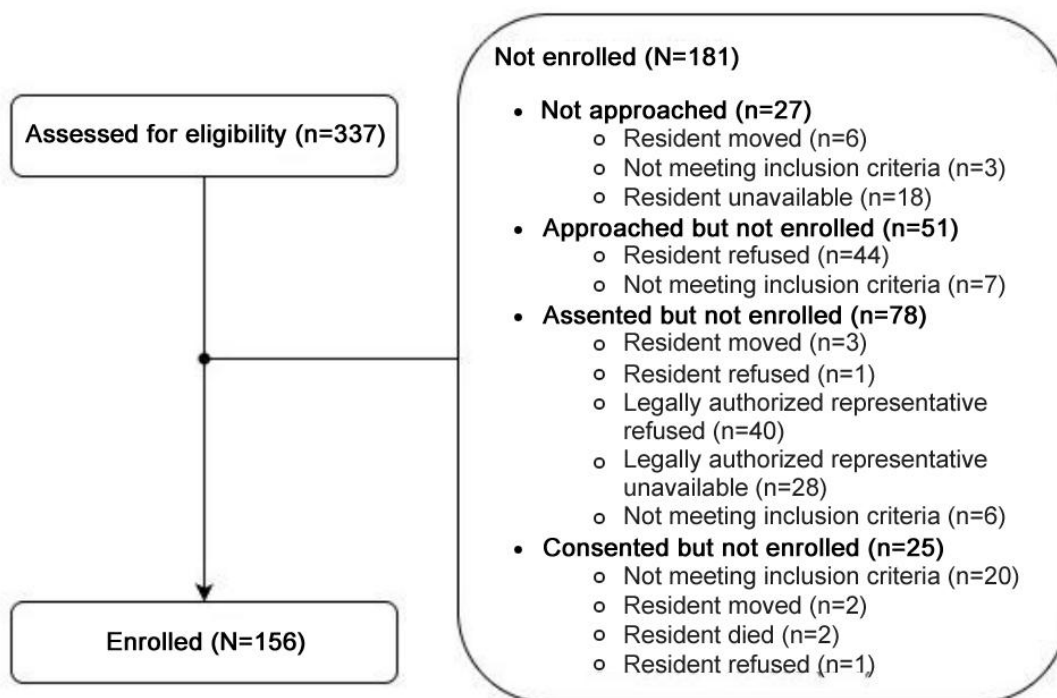 Assessed for eligibility (n=337)
Enrolled (N=156)
Not enrolled (N=181)
• Not approached (n=27)
o Resident moved (n=6)
o Not meeting inclusion criteria (n=3)
o Resident unavailable (n=18)
• Approached but not enrolled (n=51)
o Resident refused (n=44)
o Not meeting inclusion criteria (n=7)
• Assented but not enrolled (n=78)
o Resident moved (n=3)
o Resident refused (n=1)
o Legally authorized representative
refused (n=40)
o Legally authorized representative
unavailable (n=28)
o Not meeting inclusion criteria (n=6)
• Consented but not enrolled (n=25)
o Not meeting inclusion criteria (n=20)
o Resident moved (n=2)
o Resident died (n=2)
o Resident refused (n=1)